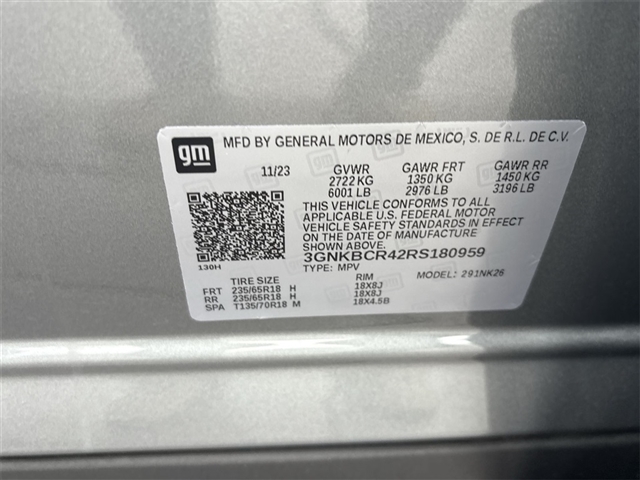 gm
MFD BY GENERAL MOTORS DE MEXICO, S. DE R.L. DE C.V.
11/23 GVWR GAWR FRT GAWR RR
2722 KG 1350 KG 1450 KG
6001 LB 2976 LB 3196 LB
THIS VEHICLE CONFORMS TO ALL
APPLICABLE U.S. FEDERAL MOTOR
VEHICLE SAFETY STANDARDS IN EFFECT
ON THE DATE OF MANUFACTURE
SHOWN ABOVE.
3GNKBCR42RS180959
130H TYPE: MPV MODEL: 291NK26
TIRE SIZE RIM
FRT 235/65R18 H 18X8J
RR 235/65R18 H 18X8J
SPA T135/70R18 M 18X4.5B